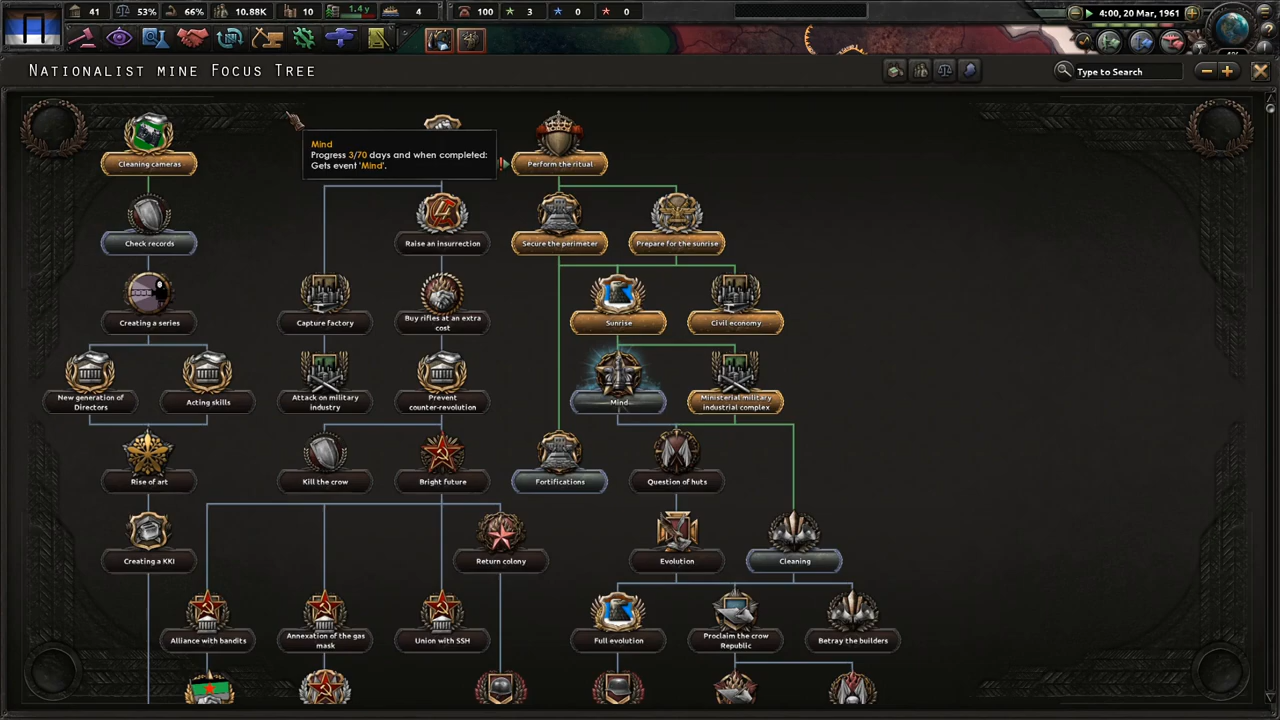 41
53%
66%
10.88K
10
1.4 y
4
100
3
0
0
4:00, 20 Mar, 1961
Nationalist mine Focus Tree
Type to Search
Mind
Progress 3/70 days and when completed:
Gets event 'Mind'.
Cleaning cameras
Perform the ritual
Check records
Raise an insurrection
Secure the perimeter
Prepare for the sunrise
Creating a series
Capture factory
Buy rifles at an extra
cost
Sunrise
Civil economy
New generation of
Directors
Acting skills
Attack on military
industry
Prevent
counter-revolution
Mind
Ministerial military
industrial complex
Rise of art
Kill the crow
Bright future
Fortifications
Question of huts
Creating a KKI
Return colony
Evolution
Cleaning
Alliance with bandits
Annexation of the gas
mask
Union with SSH
Full evolution
Proclaim the crow
Republic
Betray the builders